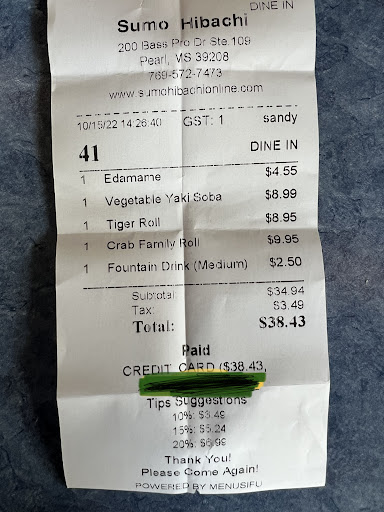 DINE IN
Sumo Hibachi
200 Bass Pro Dr Ste.109
Pearl, MS 39208
769-572-7473
www.sumohibachionline.com
10/15/22 14:26:40 GST: 1 sandy
41 DINE IN
1 Edamame $4.55
1 Vegetable Yaki Soba $8.99
1 Tiger Roll $8.95
1 Crab Family Roll $9.95
1 Fountain Drink (Medium) $2.50
Subtotal: $34.94
Tax: $3.49
Total: $38.43
Paid
CREDIT CARD ($38.43,
Tips Suggestions
10%: $3.49
15%: $5.24
20%: $6.99
Thank You!
Please Come Again!
POWERED BY MENUSIFU